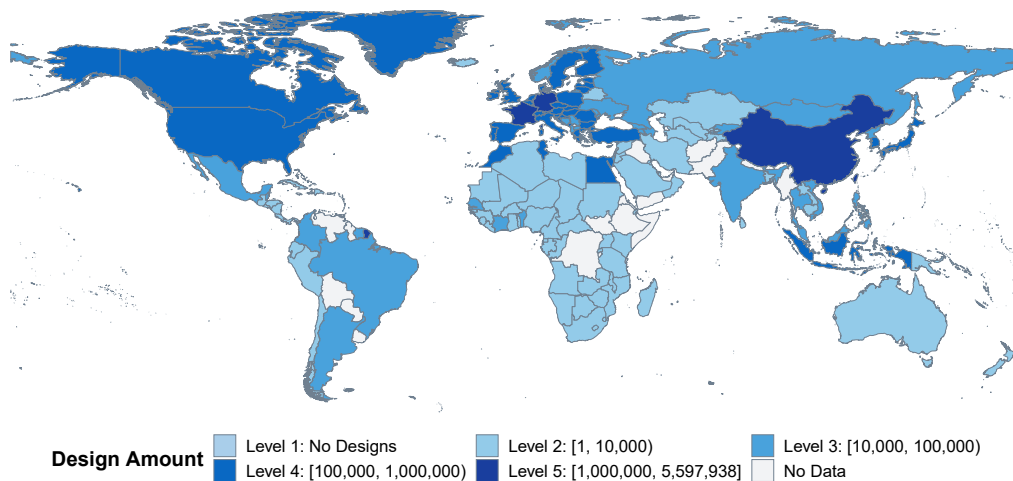 Design Amount
Level 1: No Designs Level 2: [1, 10,000) Level 3: [10,000, 100,000)
Level 4: [100,000, 1,000,000) Level 5: [1,000,000, 5,597,938] No Data